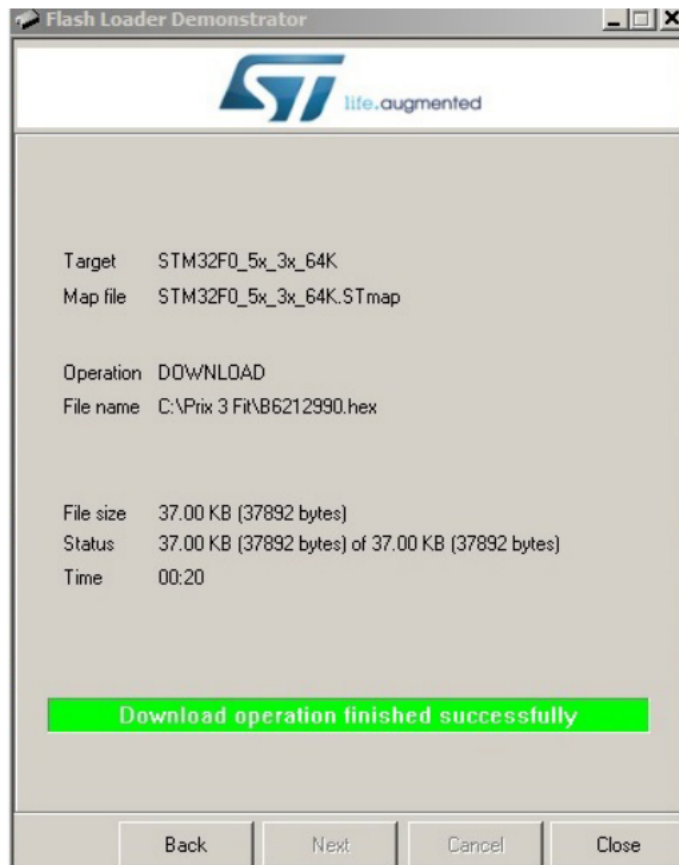 Flash Loader Demonstrator
ST
life.augmented
Target STM32F0_5x_3x_64K
Map file STM32F0_5x_3x_64K.STmap
Operation DOWNLOAD
File name C:\Prix 3 Fit\B6212990.hex
File size 37.00 KB (37892 bytes)
Status 37.00 KB (37892 bytes) of 37.00 KB (37892 bytes)
Time 00:20
Download operation finished successfully
Back Next Cancel Close